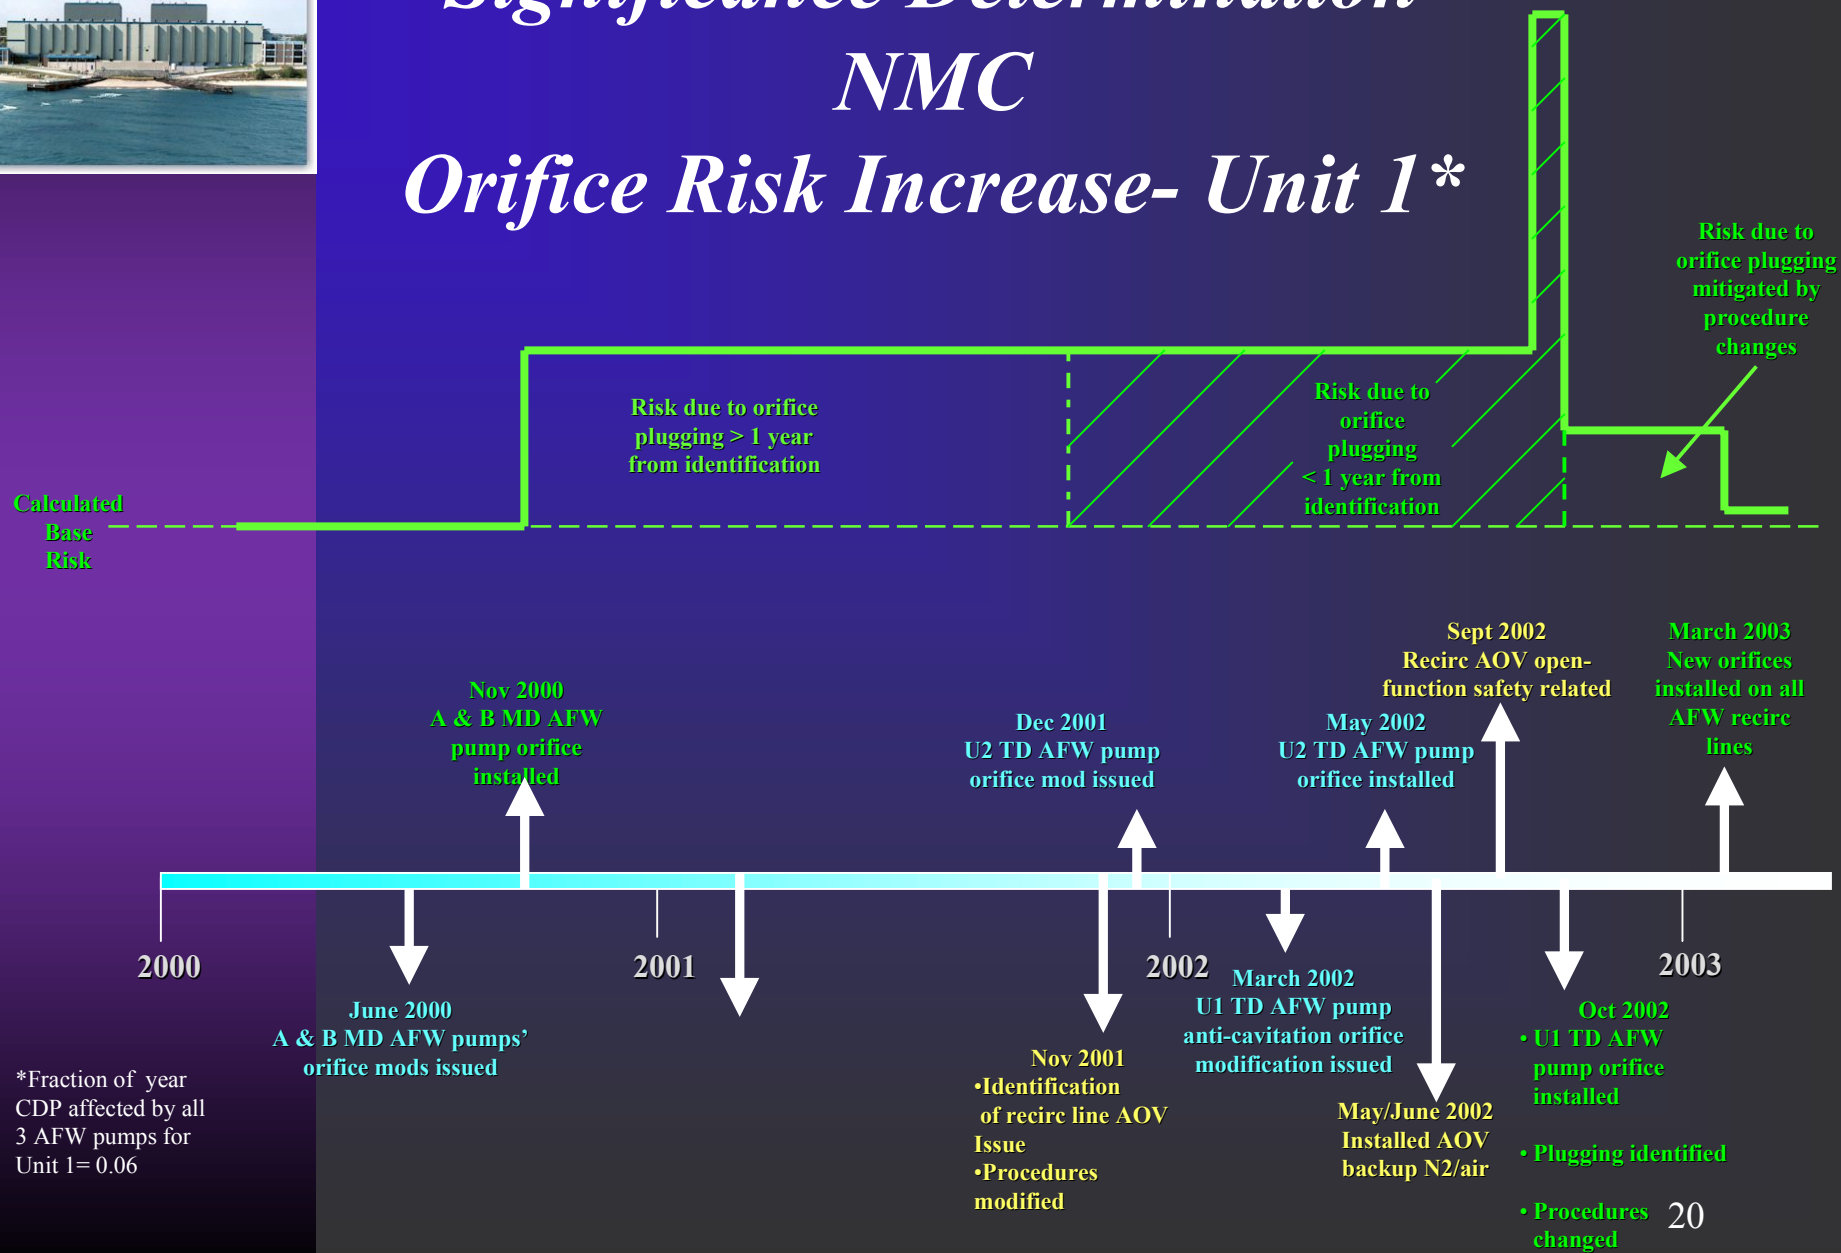 Significance Determination
NMC
Orifice Risk Increase- Unit 1*
Risk due to
orifice plugging
mitigated by
procedure
changes
Risk due to orifice
plugging > 1 year
from identification
Risk due to
orifice
plugging
< 1 year from
identification
Calculated
Base
Risk
Sept 2002
Recirc AOV open-
function safety related
March 2003
New orifices
installed on all
AFW recirc
lines
Nov 2000
A & B MD AFW
pump orifice
installed
Dec 2001
U2 TD AFW pump
orifice mod issued
May 2002
U2 TD AFW pump
orifice installed
2000
2001
2002
2003
June 2000
A & B MD AFW pumps’
orifice mods issued
Nov 2001
•Identification
of recirc line AOV
Issue
•Procedures
modified
March 2002
U1 TD AFW pump
anti-cavitation orifice
modification issued
May/June 2002
Installed AOV
backup N2/air
Oct 2002
• U1 TD AFW
pump orifice
installed
• Plugging identified
• Procedures
changed
*Fraction of year
CDP affected by all
3 AFW pumps for
Unit 1= 0.06
20